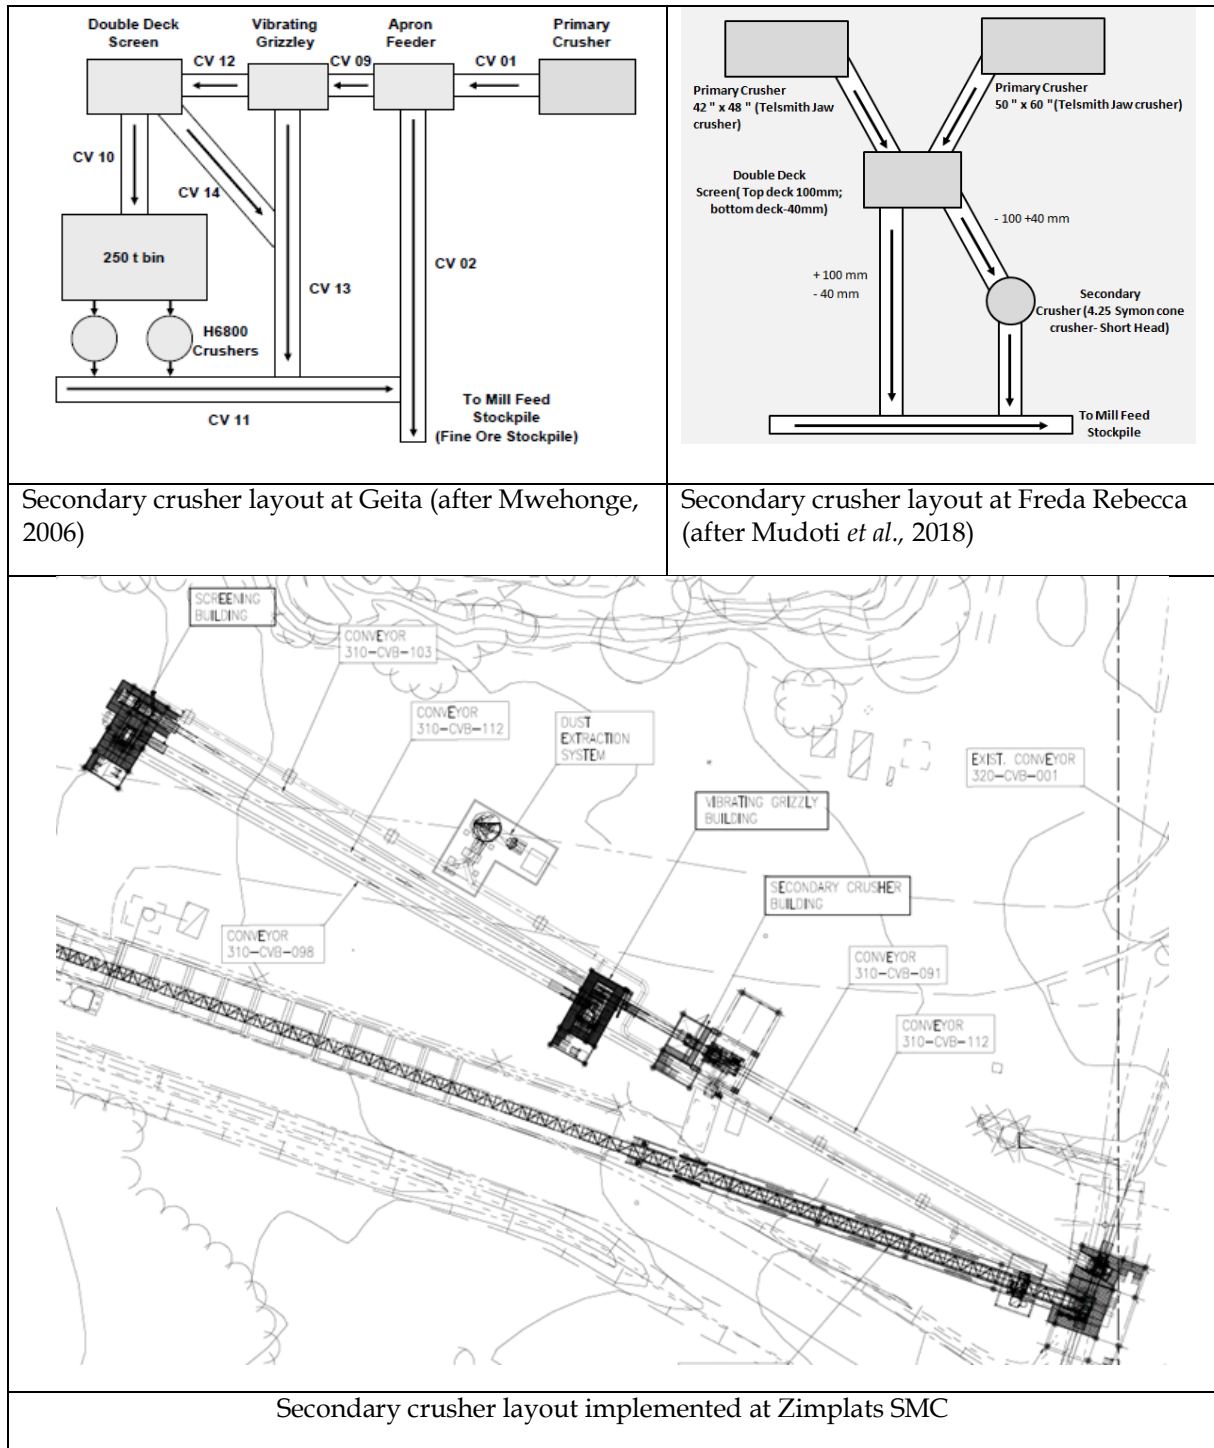 Double Deck
Screen
Vibrating
Grizzley
Apron
Feeder
Primary
Crusher
CV 12
CV 09
CV 01
CV 10
CV 14
250 t bin
CV 13
CV 02
H6800
Crushers
CV 11
To Mill Feed
Stockpile
(Fine Ore Stockpile)
Primary Crusher
42 " x 48 " (Telsmith Jaw
crusher)
Primary Crusher
50 " x 60 "(Telsmith Jaw crusher)
Double Deck
Screen( Top deck 100mm;
bottom deck-40mm)
- 100 +40 mm
+ 100 mm
- 40 mm
Secondary
Crusher (4.25 Symon cone
crusher- Short Head)
To Mill Feed
Stockpile
Secondary crusher layout at Geita (after Mwehonge,
2006)
Secondary crusher layout at Freda Rebecca
(after Mudoti et al., 2018)
SCREENING
BUILDING
CONVEYOR
310-CVB-103
CONVEYOR
310-CVB-112
DUST
EXTRACTION
SYSTEM
EXIST. CONVEYOR
320-CVB-001
VIBRATING GRIZZLY
BUILDING
SECONDARY CRUSHER
BUILDING
CONVEYOR
310-CVB-098
CONVEYOR
310-CVB-091
CONVEYOR
310-CVB-112
Secondary crusher layout implemented at Zimplats SMC